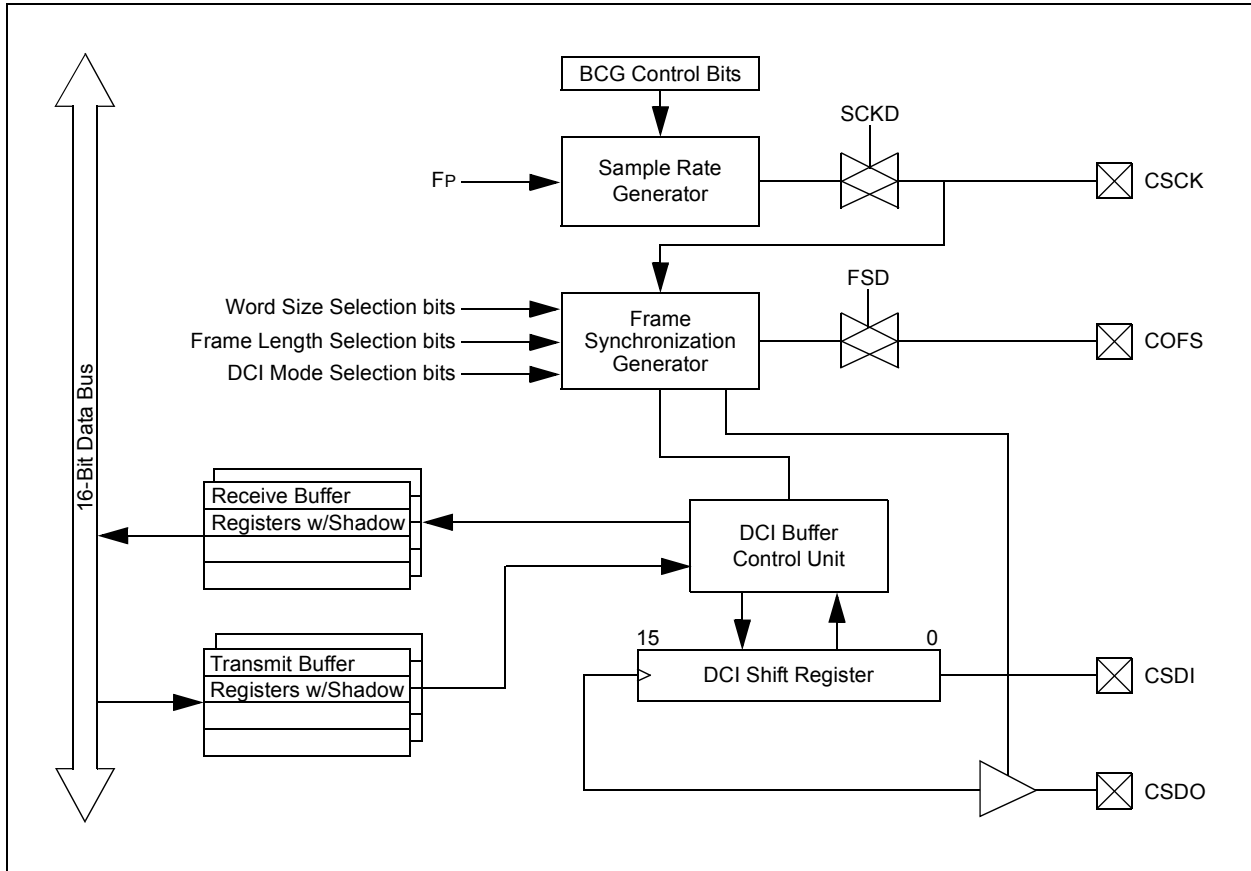 BCG Control Bits
SCKD
Sample Rate
Generator
FP
CSCK
FSD
Word Size Selection bits
Frame Length Selection bits
DCI Mode Selection bits
Frame
Synchronization
Generator
COFS
16-Bit Data Bus
Receive Buffer
Registers w/Shadow
DCI Buffer
Control Unit
15
0
Transmit Buffer
Registers w/Shadow
DCI Shift Register
CSDI
CSDO